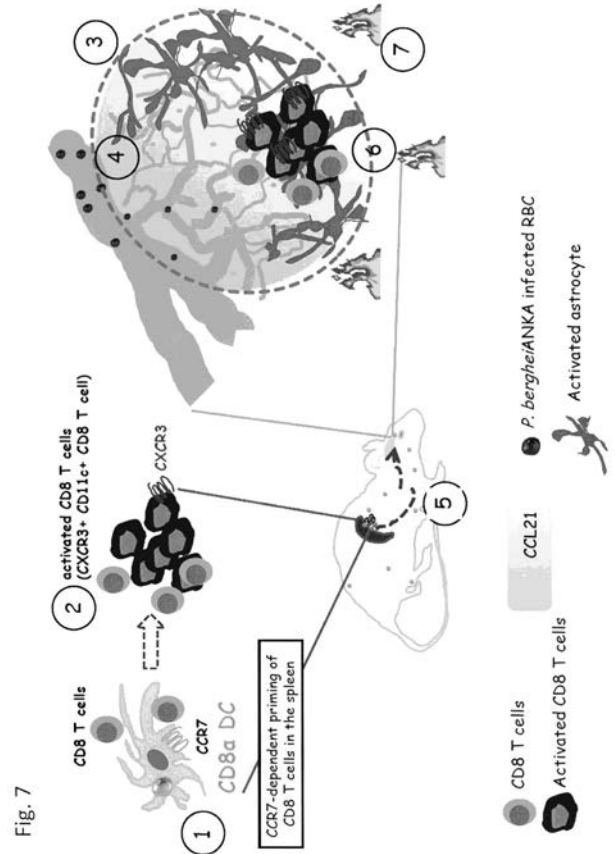 Fig. 7
1
CD8 T cells
CCR7
CD8α DC
CCR7-dependent priming of
CD8 T cells in the spleen
2
activated CD8 T cells
(CXCR3+ CD11c+ CD8 T cell)
CXCR3
3
4
5
6
7
CD8 T cells
Activated CD8 T cells
CCL21
P. bergheiANKA infected RBC
Activated astrocyte